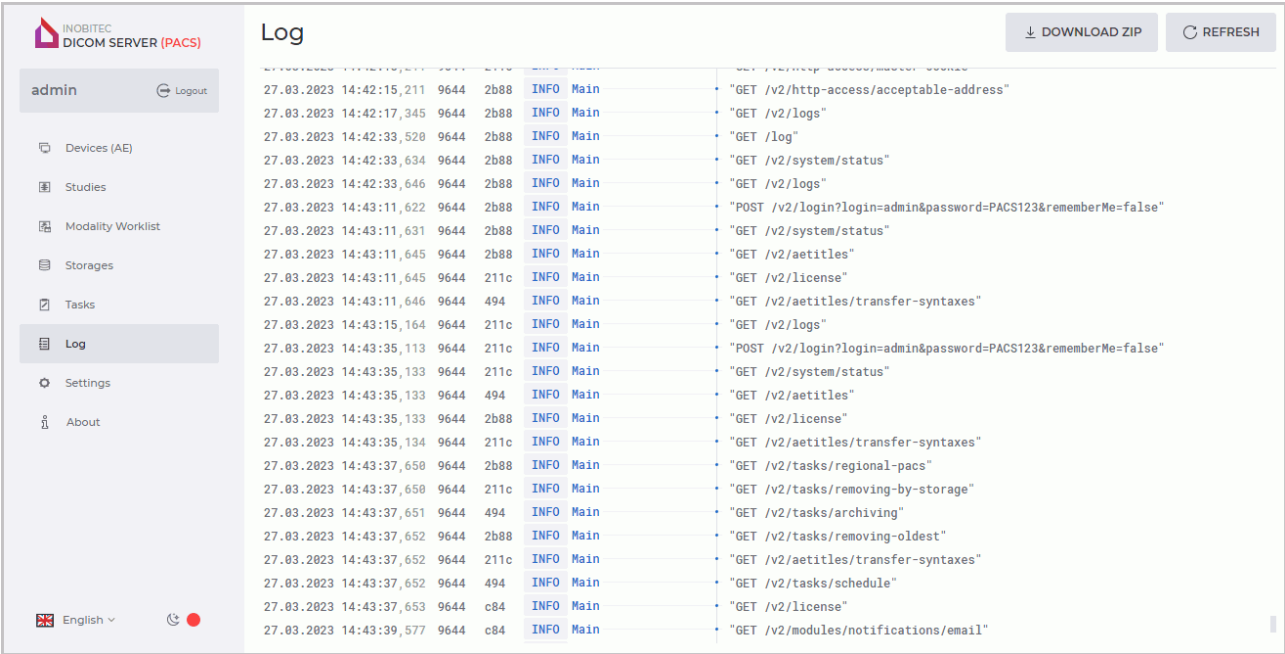 INOBITEC
DICOM SERVER (PACS)
admin
Logout
Devices (AE)
Studies
Modality Worklist
Storages
Tasks
Log
Settings
About
English
Log
DOWNLOAD ZIP
REFRESH
27.03.2023 14:42:15,211 9644 2b88 INFO Main "GET /v2/http-access/acceptable-address"
27.03.2023 14:42:17,345 9644 2b88 INFO Main "GET /v2/logs"
27.03.2023 14:42:33,520 9644 2b88 INFO Main "GET /log"
27.03.2023 14:42:33,634 9644 2b88 INFO Main "GET /v2/system/status"
27.03.2023 14:42:33,646 9644 2b88 INFO Main "GET /v2/logs"
27.03.2023 14:43:11,622 9644 2b88 INFO Main "POST /v2/login?login=admin&password=PACS123&rememberMe=false"
27.03.2023 14:43:11,631 9644 2b88 INFO Main "GET /v2/system/status"
27.03.2023 14:43:11,645 9644 2b88 INFO Main "GET /v2/aetitles"
27.03.2023 14:43:11,645 9644 211c INFO Main "GET /v2/license"
27.03.2023 14:43:11,646 9644 494 INFO Main "GET /v2/aetitles/transfer-syntaxes"
27.03.2023 14:43:15,164 9644 211c INFO Main "GET /v2/logs"
27.03.2023 14:43:35,113 9644 211c INFO Main "POST /v2/login?login=admin&password=PACS123&rememberMe=false"
27.03.2023 14:43:35,133 9644 211c INFO Main "GET /v2/system/status"
27.03.2023 14:43:35,133 9644 494 INFO Main "GET /v2/aetitles"
27.03.2023 14:43:35,133 9644 2b88 INFO Main "GET /v2/license"
27.03.2023 14:43:35,134 9644 211c INFO Main "GET /v2/aetitles/transfer-syntaxes"
27.03.2023 14:43:37,650 9644 2b88 INFO Main "GET /v2/tasks/regional-pacs"
27.03.2023 14:43:37,650 9644 211c INFO Main "GET /v2/tasks/removing-by-storage"
27.03.2023 14:43:37,651 9644 494 INFO Main "GET /v2/tasks/archiving"
27.03.2023 14:43:37,652 9644 2b88 INFO Main "GET /v2/tasks/removing-oldest"
27.03.2023 14:43:37,652 9644 211c INFO Main "GET /v2/aetitles/transfer-syntaxes"
27.03.2023 14:43:37,652 9644 494 INFO Main "GET /v2/tasks/schedule"
27.03.2023 14:43:37,653 9644 c84 INFO Main "GET /v2/license"
27.03.2023 14:43:39,577 9644 c84 INFO Main "GET /v2/modules/notifications/email"